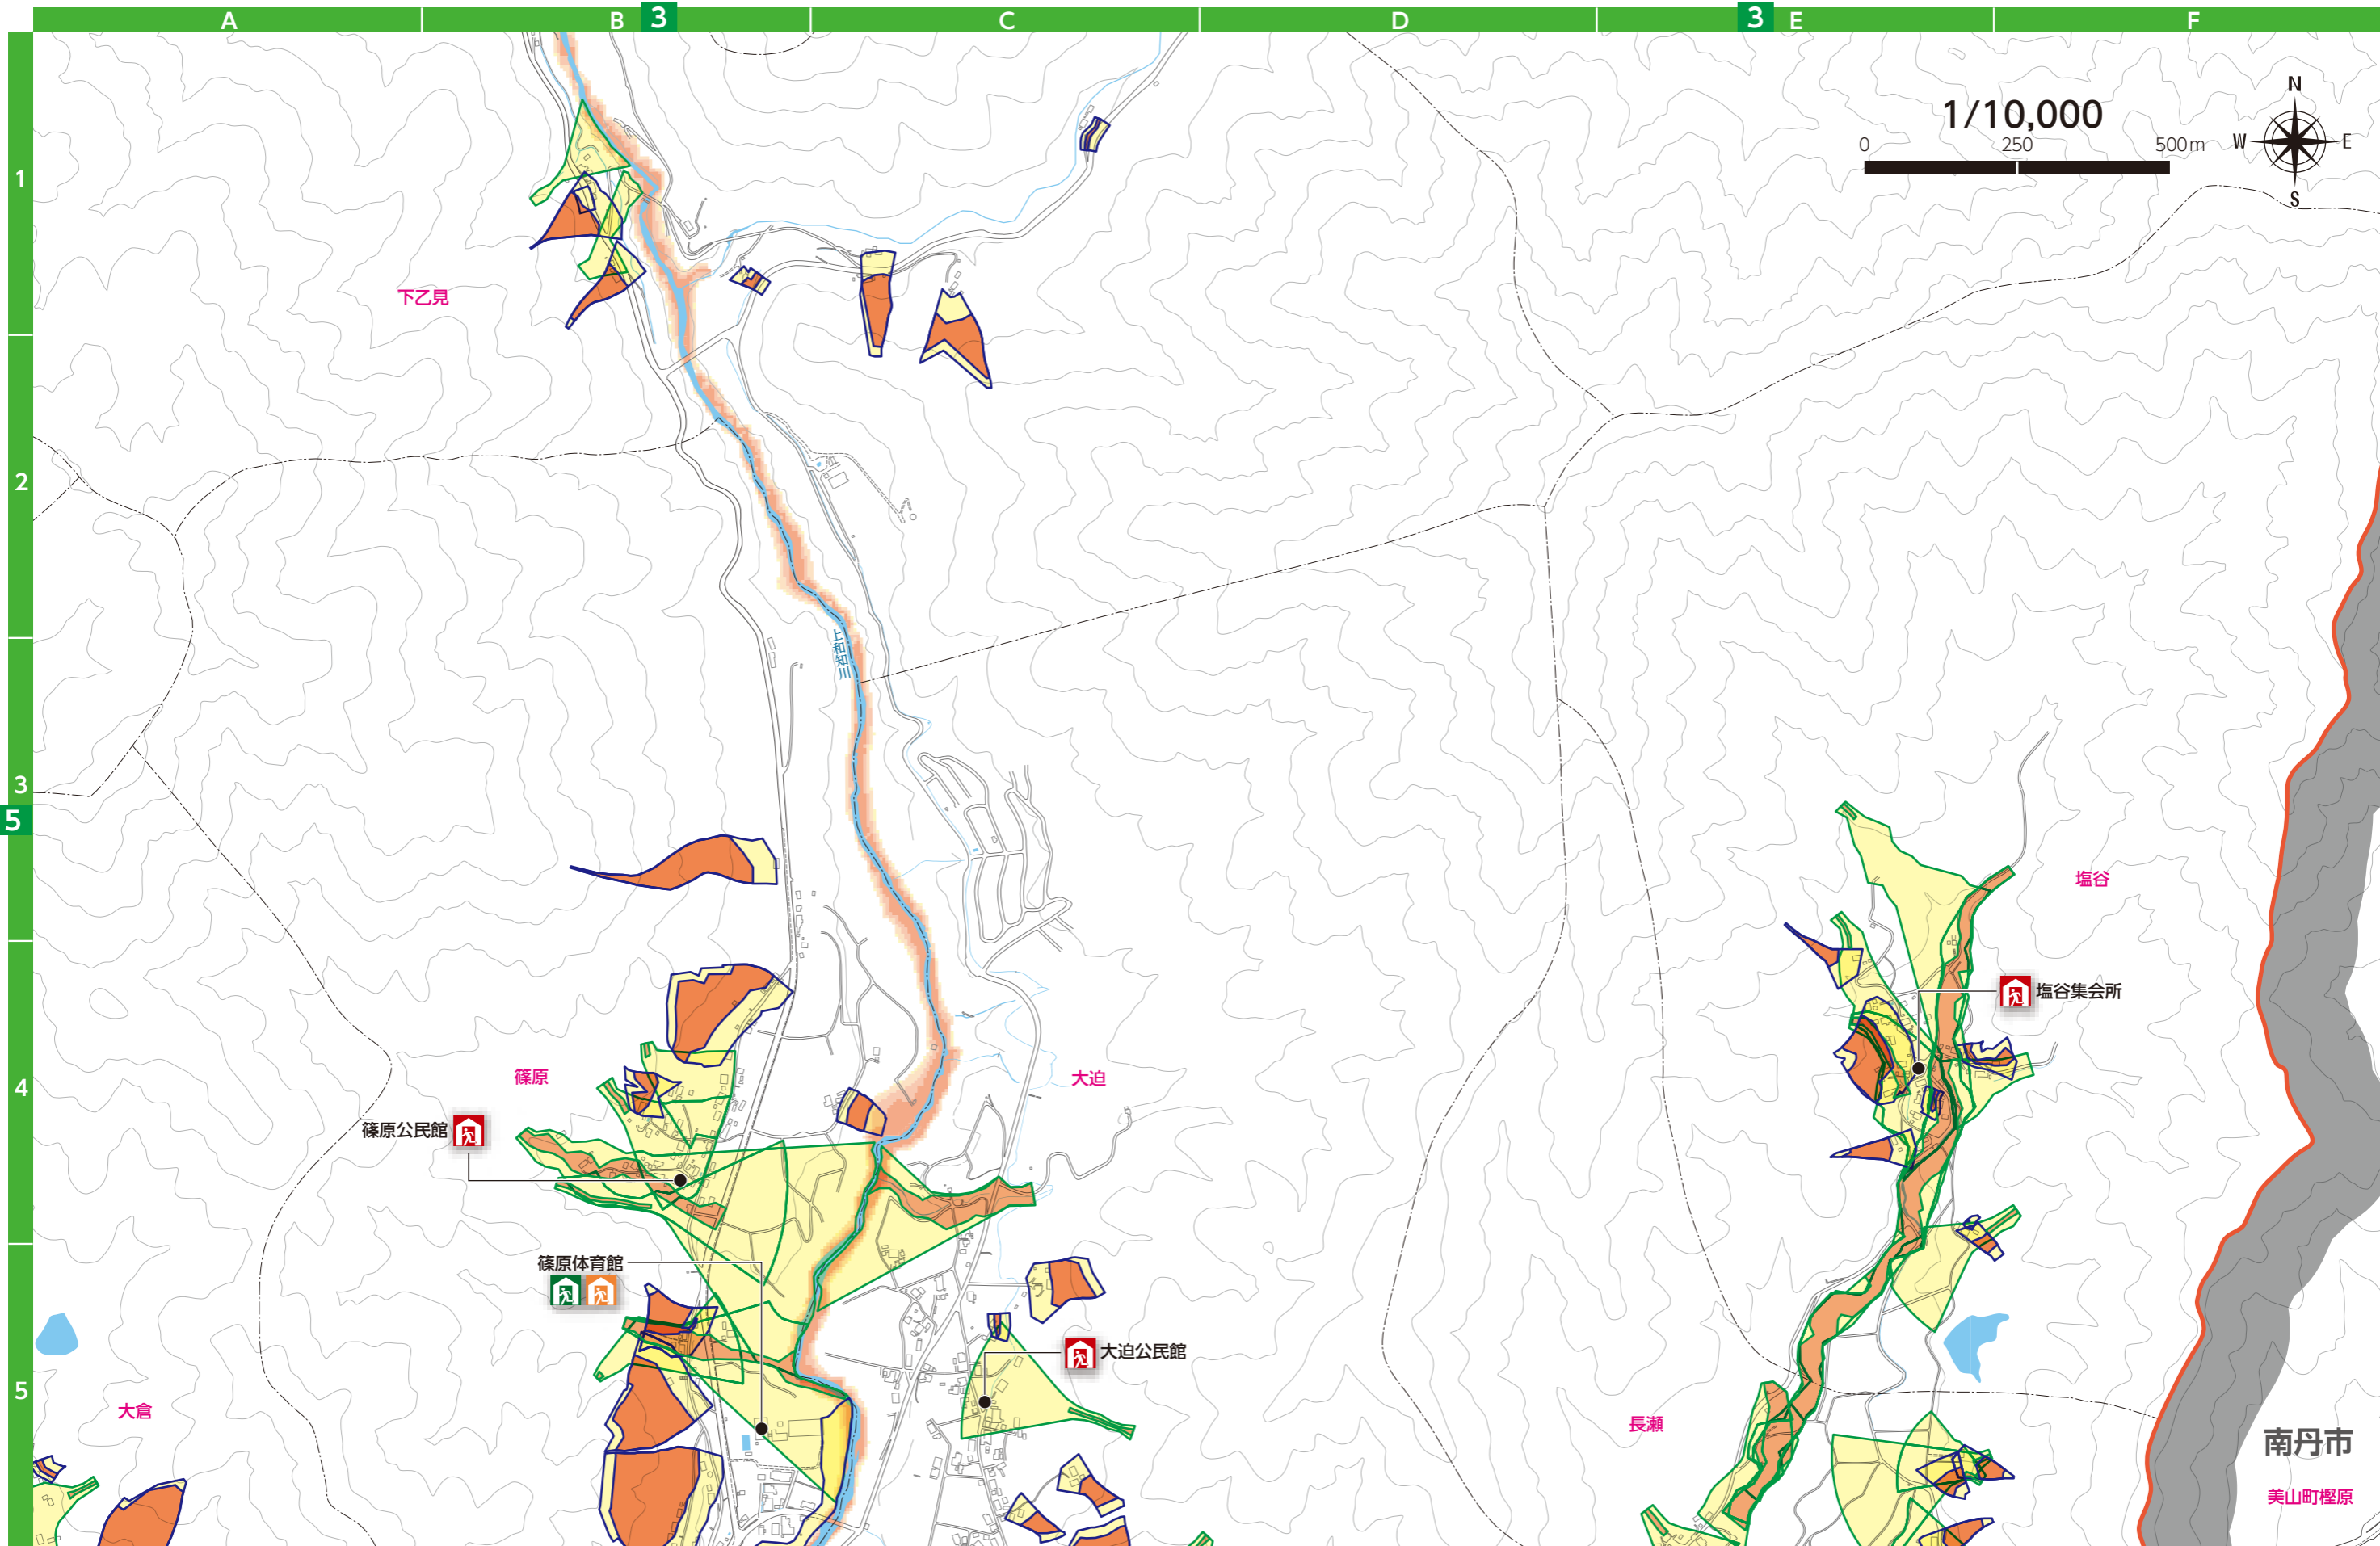 A B 3 C D 3 E F
1/10,000
0 250 500m
N
W E
S
1
下乙見
2
上和知川
3
5
塩谷
塩谷集会所
4
篠原
大迫
篠原公民館
篠原体育館
大迫公民館
5
大倉
長瀬
南丹市
美山町樫原